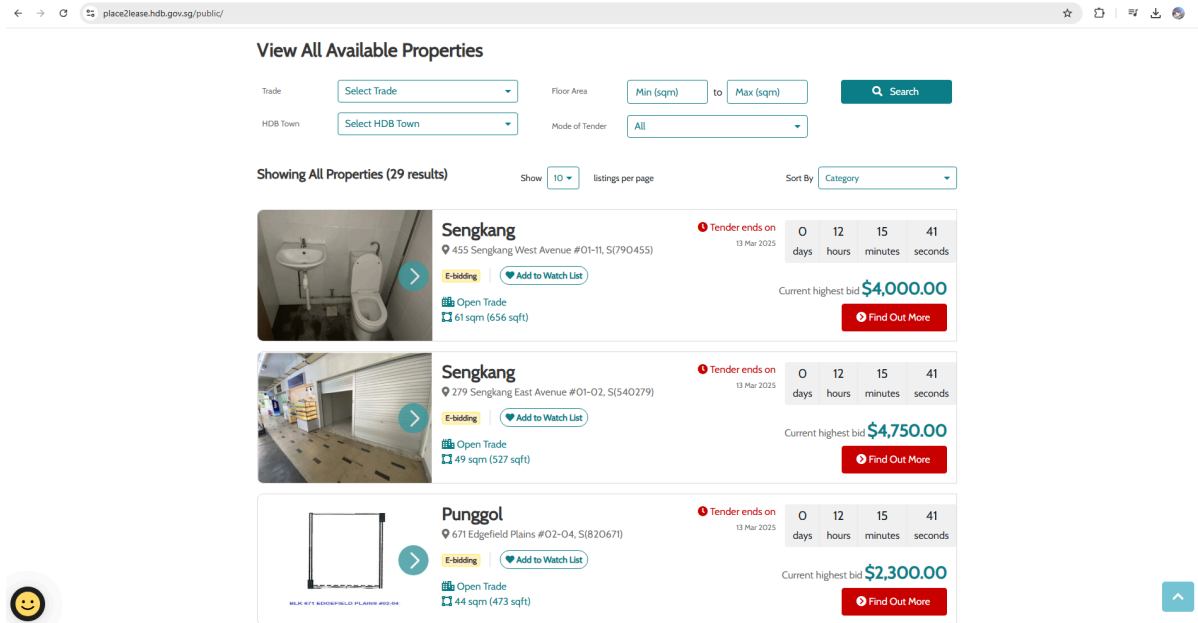 place2lease.hdb.gov.sg/public/
View All Available Properties
Trade Select Trade Floor Area Min (sqm) to Max (sqm) Search
HDB Town Select HDB Town Mode of Tender All
Showing All Properties (29 results) Show 10 listings per page Sort By Category
Sengkang
455 Sengkang West Avenue #01-11, S(790455)
E-bidding Add to Watch List
Open Trade
61 sqm (656 sqft)
Tender ends on
13 Mar 2025
0 12 15 41
days hours minutes seconds
Current highest bid $4,000.00
Find Out More
Sengkang
279 Sengkang East Avenue #01-02, S(540279)
E-bidding Add to Watch List
Open Trade
49 sqm (527 sqft)
Tender ends on
13 Mar 2025
0 12 15 41
days hours minutes seconds
Current highest bid $4,750.00
Find Out More
BLK 671 EDGEFIELD PLAINS #02-04
Punggol
671 Edgefield Plains #02-04, S(820671)
E-bidding Add to Watch List
Open Trade
44 sqm (473 sqft)
Tender ends on
13 Mar 2025
0 12 15 41
days hours minutes seconds
Current highest bid $2,300.00
Find Out More